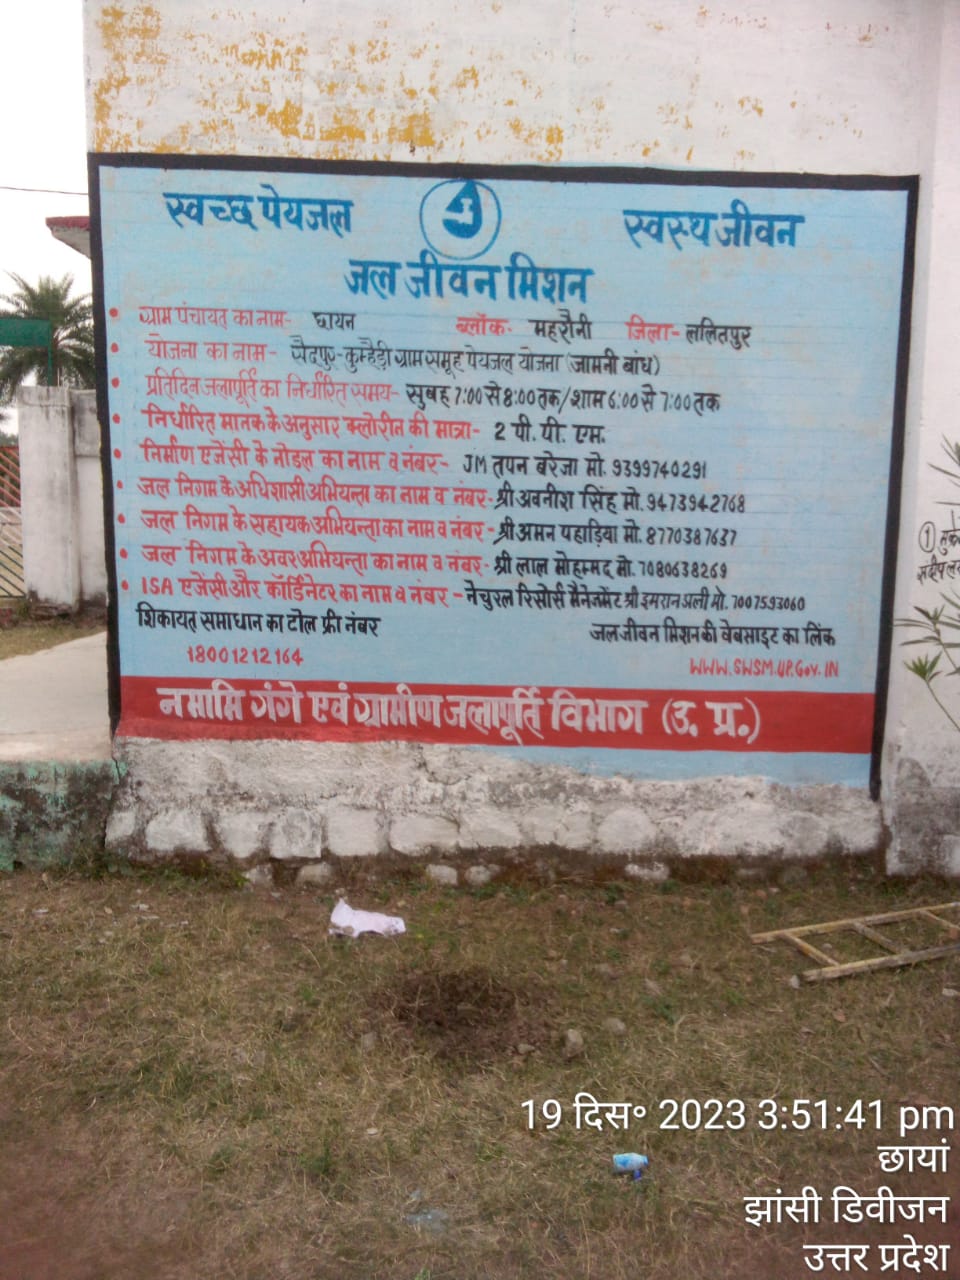 स्वच्छ पेयजल
स्वस्थ जीवन
जल जीवन मिशन
• ग्राम पंचायत का नाम- छायन ब्लॉक- महरौनी जिला- ललितपुर
• योजना का नाम- सैदपुर-कुम्हैड़ी ग्राम समूह पेयजल योजना (जामनी बांध)
• प्रतिदिन जलापूर्ति का निर्धारित समय- सुबह 7:00 से 8:00 तक/शाम 6:00 से 7:00 तक
• निर्धारित मानक के अनुसार क्लोरीन की मात्रा- 2 पी. पी. एम.
• निर्माण एजेंसी के नोडल का नाम व नंबर- JM तपन बरेजा मो. 9399740291
• जल निगम के अधिशासी अभियन्ता का नाम व नंबर- श्री अवनीश सिंह मो. 9473942768
• जल निगम के सहायक अभियन्ता का नाम व नंबर- श्री अमन पहाड़िया मो. 8770387637
• जल निगम के अवर अभियन्ता का नाम व नंबर- श्री लाल मोहम्मद मो. 7080638269
• ISA एजेंसी और कॉर्डिनेटर का नाम व नंबर - नेचुरल रिसोर्सी मैनेजमेंट श्री इमरान अली मो. 7007593060
शिकायत समाधान का टोल फ्री नंबर
18001212164
जल जीवन मिशन की वेबसाइट का लिंक
WWW.SWSM.UP.Gov.IN
नमामि गंगे एवं ग्रामीण जलापूर्ति विभाग (उ. प्र.)
①
19 दिस॰ 2023 3:51:41 pm
छायां
झांसी डिवीजन
उत्तर प्रदेश